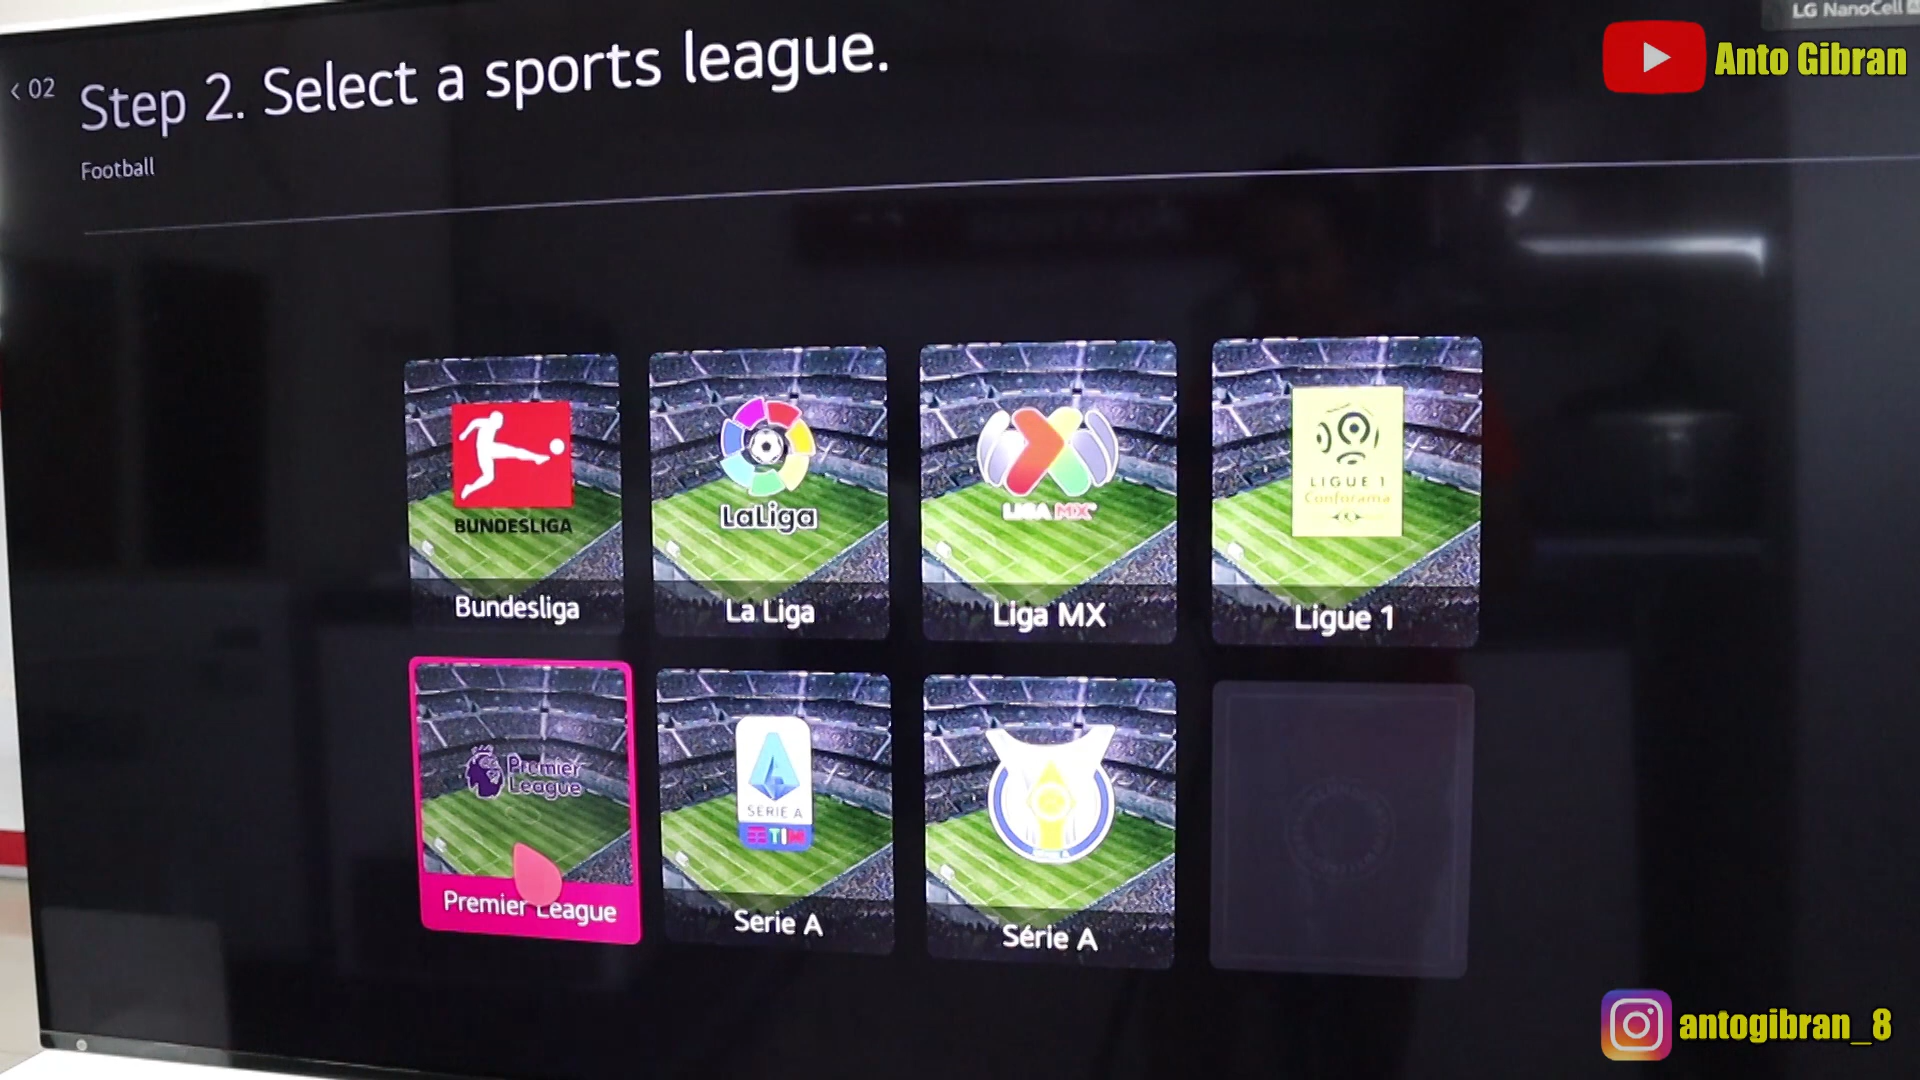 LG NanoCell
Anto Gibran
< 02
Step 2. Select a sports league.
Football
BUNDESLIGA
Bundesliga
LaLiga
La Liga
LIGA MX
Liga MX
LIGUE 1
Conforama
Ligue 1
Premier
League
Premier League
SERIE A
TIM
Serie A
Série A
antogibran_8